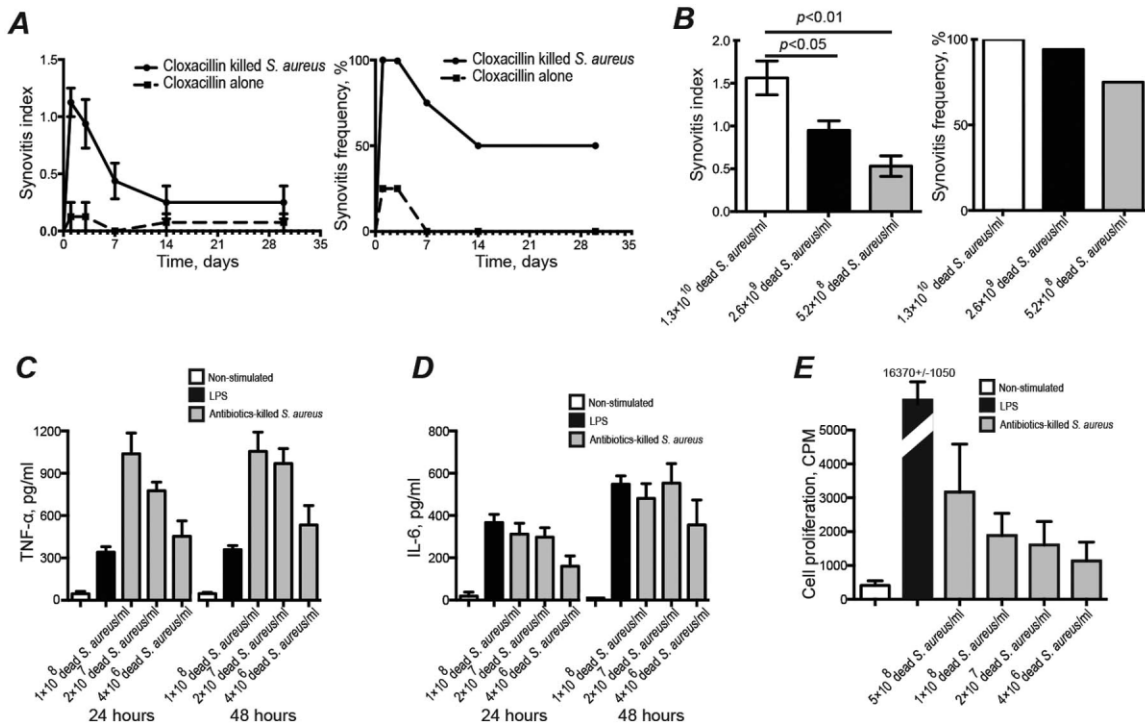 A
Cloxacillin killed S. aureus
Cloxacillin alone
Synovitis index
1.5
1.0
0.5
0.0
0 7 14 21 28 35
Time, days
Cloxacillin killed S. aureus
Cloxacillin alone
Synovitis frequency, %
100
50
0
0 7 14 21 28 35
Time, days
B
p<0.01
p<0.05
Synovitis index
2.0
1.5
1.0
0.5
0.0
1.3×10^10 dead S. aureus/ml
2.6×10^9 dead S. aureus/ml
5.2×10^8 dead S. aureus/ml
Synovitis frequency, %
100
50
0
1.3×10^10 dead S. aureus/ml
2.6×10^9 dead S. aureus/ml
5.2×10^8 dead S. aureus/ml
C
Non-stimulated
LPS
Antibiotics-killed S. aureus
TNF-α, pg/ml
1200
900
600
300
0
1×10^8 dead S. aureus/ml
2×10^7 dead S. aureus/ml
4×10^6 dead S. aureus/ml
1×10^8 dead S. aureus/ml
2×10^7 dead S. aureus/ml
4×10^6 dead S. aureus/ml
24 hours
48 hours
D
Non-stimulated
LPS
Antibiotics-killed S. aureus
IL-6, pg/ml
800
600
400
200
0
1×10^8 dead S. aureus/ml
2×10^7 dead S. aureus/ml
4×10^6 dead S. aureus/ml
1×10^8 dead S. aureus/ml
2×10^7 dead S. aureus/ml
4×10^6 dead S. aureus/ml
24 hours
48 hours
E
16370+/-1050
Non-stimulated
LPS
Antibiotics-killed S. aureus
Cell proliferation, CPM
5000
4000
3000
2000
1000
0
5×10^8 dead S. aureus/ml
1×10^8 dead S. aureus/ml
2×10^7 dead S. aureus/ml
4×10^6 dead S. aureus/ml